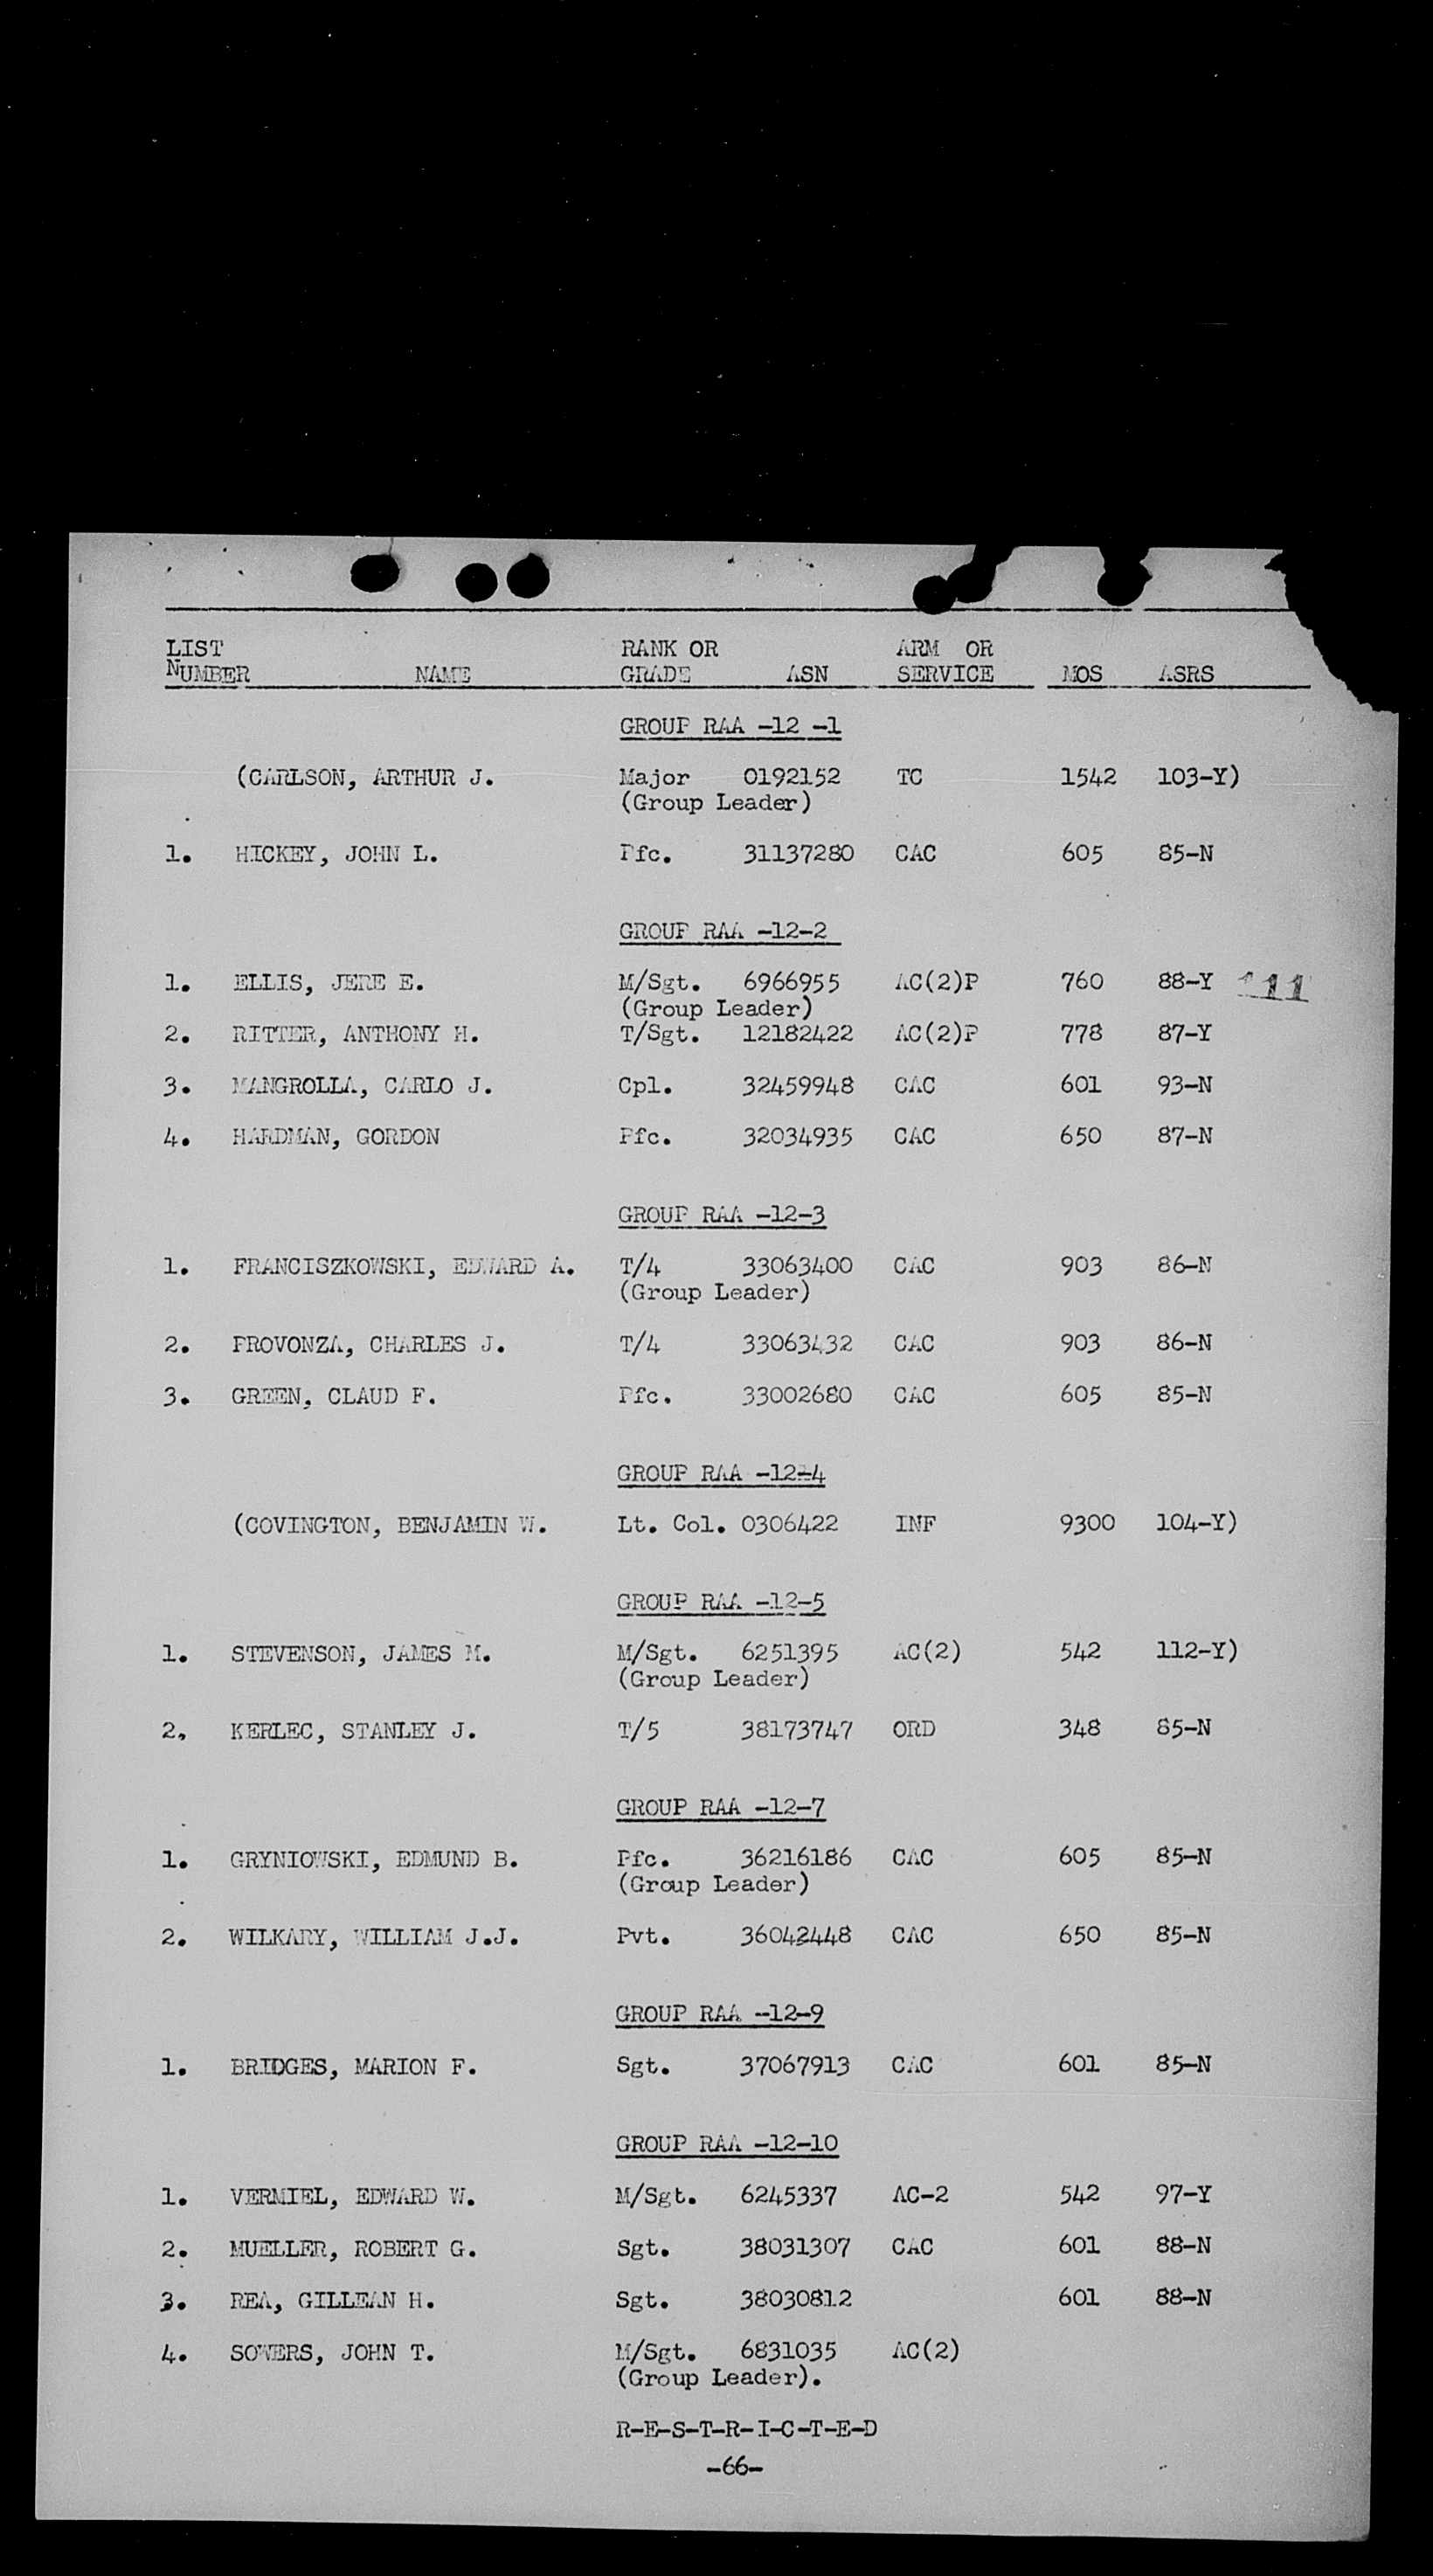 LIST RANK OR ARM OR
NUMBER NAME GRADE ASN SERVICE MOS ASRS
GROUP RAA -12 -1
(CARLSON, ARTHUR J. Major 0192152 TC 1542 103-Y)
(Group Leader)
1. HICKEY, JOHN L. Pfc. 31137280 CAC 605 85-N
GROUP RAA -12-2
1. ELLIS, JERE E. M/Sgt. 6966955 AC(2)P 760 88-Y 11
(Group Leader)
2. RITTER, ANTHONY H. T/Sgt. 12182422 AC(2)P 778 87-Y
3. MANGROLLA, CARLO J. Cpl. 32459948 CAC 601 93-N
4. HARDMAN, GORDON Pfc. 32034935 CAC 650 87-N
GROUP RAA -12-3
1. FRANCISZKOWSKI, EDWARD A. T/4 33063400 CAC 903 86-N
(Group Leader)
2. PROVONZA, CHARLES J. T/4 33063432 CAC 903 86-N
3. GREEN, CLAUD F. Pfc. 33002680 CAC 605 85-N
GROUP RAA -12-4
(COVINGTON, BENJAMIN W. Lt. Col. 0306422 INF 9300 104-Y)
GROUP RAA -12-5
1. STEVENSON, JAMES M. M/Sgt. 6251395 AC(2) 542 112-Y)
(Group Leader)
2. KERLEC, STANLEY J. T/5 38173747 ORD 348 85-N
GROUP RAA -12-7
1. GRYNIOWSKI, EDMUND B. Pfc. 36216186 CAC 605 85-N
(Group Leader)
2. WILKARY, WILLIAM J.J. Pvt. 36042448 CAC 650 85-N
GROUP RAA -12-9
1. BRIDGES, MARION F. Sgt. 37067913 CAC 601 85-N
GROUP RAA -12-10
1. VERMIEL, EDWARD W. M/Sgt. 6245337 AC-2 542 97-Y
2. MUELLER, ROBERT G. Sgt. 38031307 CAC 601 88-N
3. REA, GILLEAN H. Sgt. 38030812 601 88-N
4. SOWERS, JOHN T. M/Sgt. 6831035 AC(2)
(Group Leader).
R-E-S-T-R-I-C-T-E-D
-66-